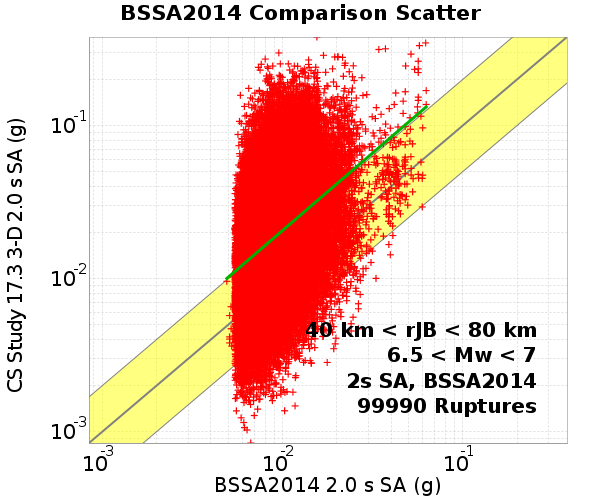 BSSA2014 Comparison Scatter
CS Study 17.3 3-D 2.0 s SA (g)
10-1
10-2
10-3
40 km < rJB < 80 km
6.5 < Mw < 7
2s SA, BSSA2014
99990 Ruptures
10-3 10-2 10-1
BSSA2014 2.0 s SA (g)